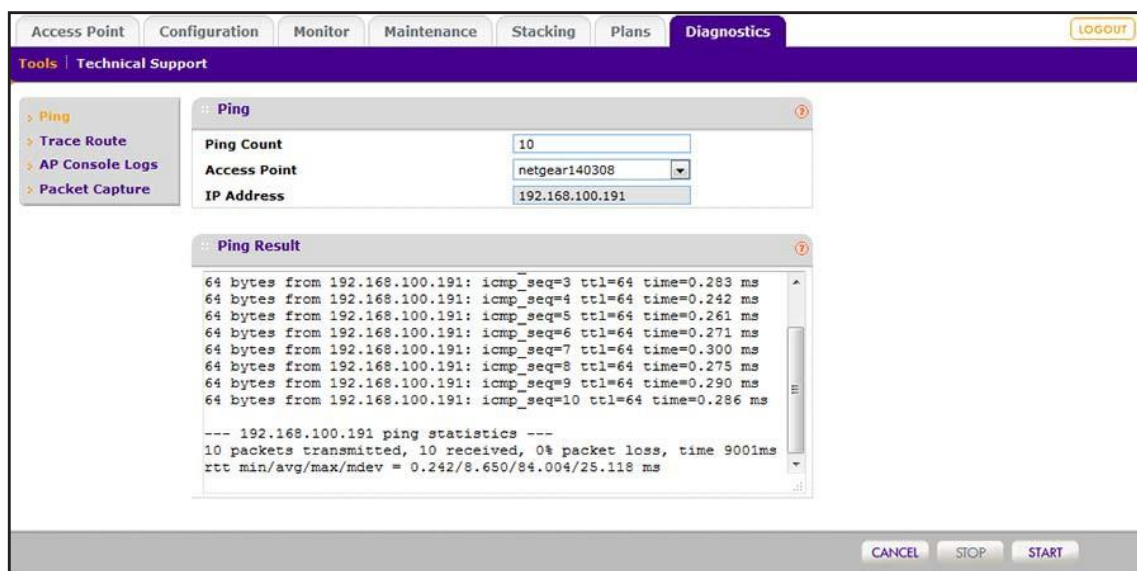 Access Point Configuration Monitor Maintenance Stacking Plans Diagnostics LOGOUT
Tools | Technical Support
Ping
Trace Route
AP Console Logs
Packet Capture
Ping
Ping Count 10
Access Point netgear140308
IP Address 192.168.100.191
Ping Result
64 bytes from 192.168.100.191: icmp_seq=3 ttl=64 time=0.283 ms
64 bytes from 192.168.100.191: icmp_seq=4 ttl=64 time=0.242 ms
64 bytes from 192.168.100.191: icmp_seq=5 ttl=64 time=0.261 ms
64 bytes from 192.168.100.191: icmp_seq=6 ttl=64 time=0.271 ms
64 bytes from 192.168.100.191: icmp_seq=7 ttl=64 time=0.300 ms
64 bytes from 192.168.100.191: icmp_seq=8 ttl=64 time=0.275 ms
64 bytes from 192.168.100.191: icmp_seq=9 ttl=64 time=0.290 ms
64 bytes from 192.168.100.191: icmp_seq=10 ttl=64 time=0.286 ms
--- 192.168.100.191 ping statistics ---
10 packets transmitted, 10 received, 0% packet loss, time 9001ms
rtt min/avg/max/mdev = 0.242/8.650/84.004/25.118 ms
CANCEL STOP START